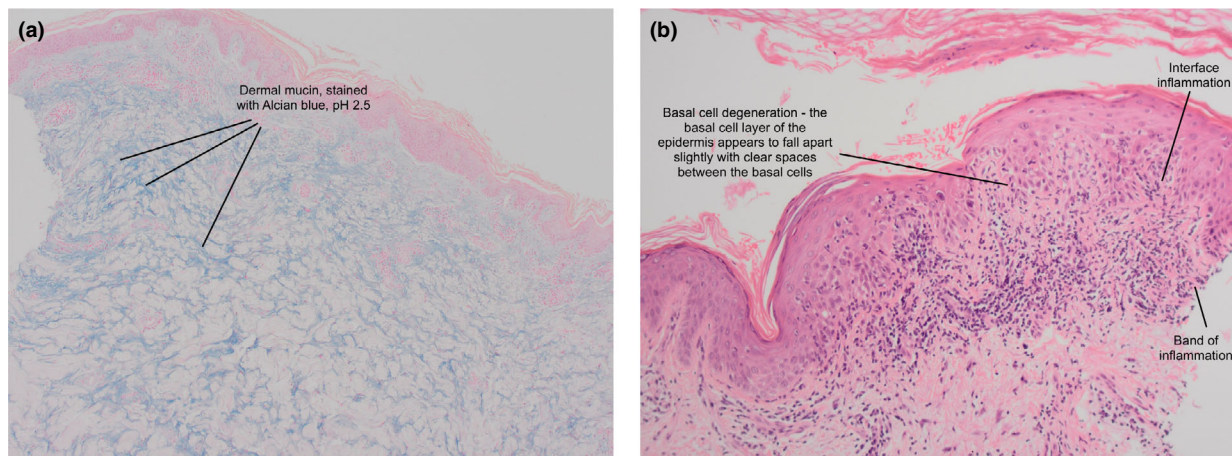 (a)
Dermal mucin, stained
with Alcian blue, pH 2.5
(b)
Interface
inflammation
Basal cell degeneration - the
basal cell layer of the
epidermis appears to fall apart
slightly with clear spaces
between the basal cells
Band of
inflammation